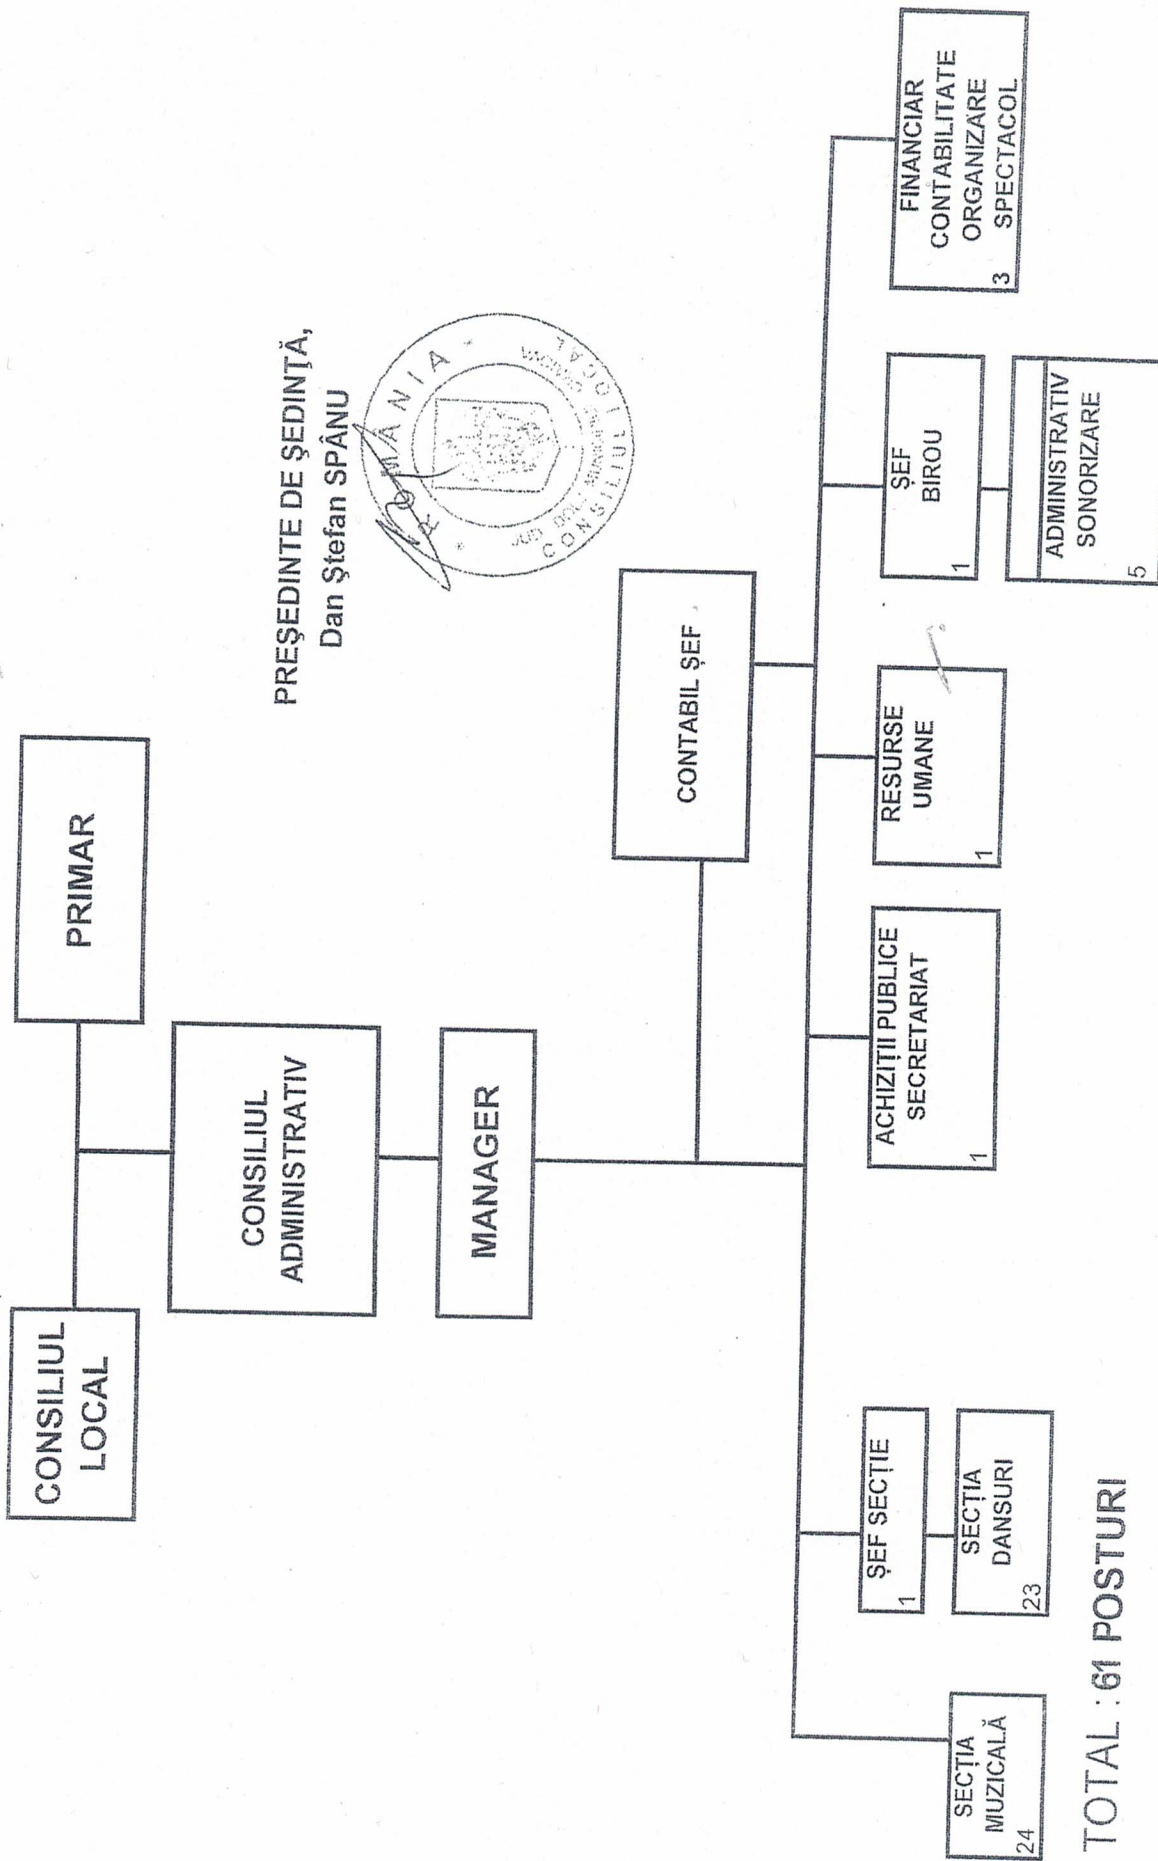 CONSILIUL
LOCAL
PRIMAR
CONSILIUL
ADMINISTRATIV
MANAGER
PREŞEDINTE DE ŞEDINŢĂ,
Dan Ştefan SPÂNU
* ROMÂNIA *
CONSILIUL LOCAL
CONTABIL ŞEF
SECŢIA
MUZICALĂ
24
ŞEF SECŢIE
1
SECŢIA
DANSURI
23
ACHIZIŢII PUBLICE
SECRETARIAT
1
RESURSE
UMANE
1
ŞEF
BIROU
1
ADMINISTRATIV
SONORIZARE
5
FINANCIAR
CONTABILITATE
ORGANIZARE
SPECTACOL
3
TOTAL : 61 POSTURI